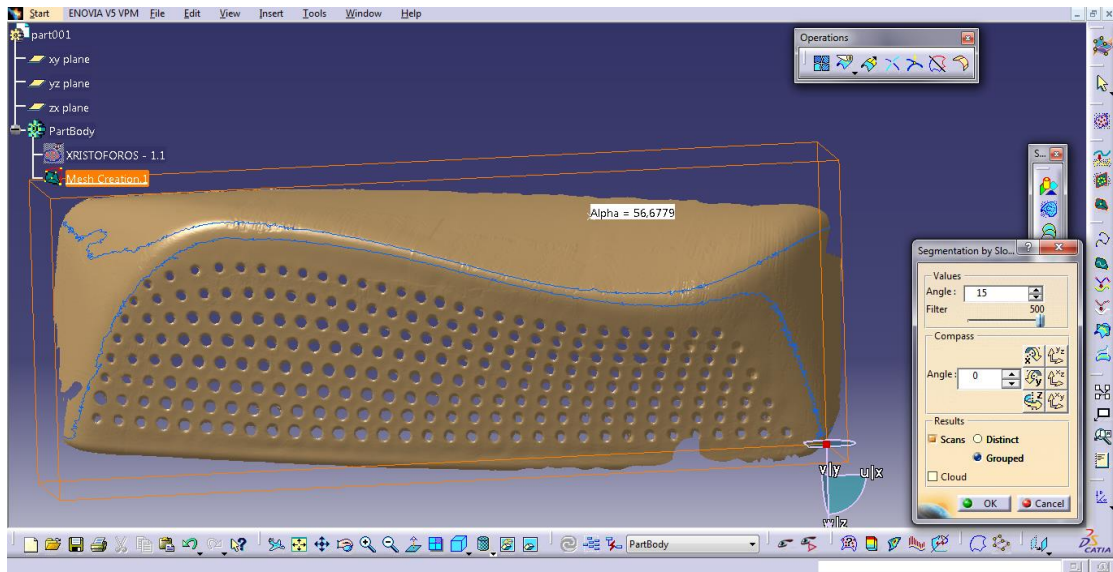 Start ENOVIA V5 VPM File Edit View Insert Tools Window Help
part001
xy plane
yz plane
zx plane
PartBody
XRISTOFOROS - 1.1
Mesh Creation.1
Operations
S...
Alpha = 56,6779
Segmentation by Slo...
Values
Angle: 15
Filter 500
Compass
Angle: 0
Results
Scans Distinct
Grouped
Cloud
OK Cancel
v|y u|x
w|z
PartBody
CATIA